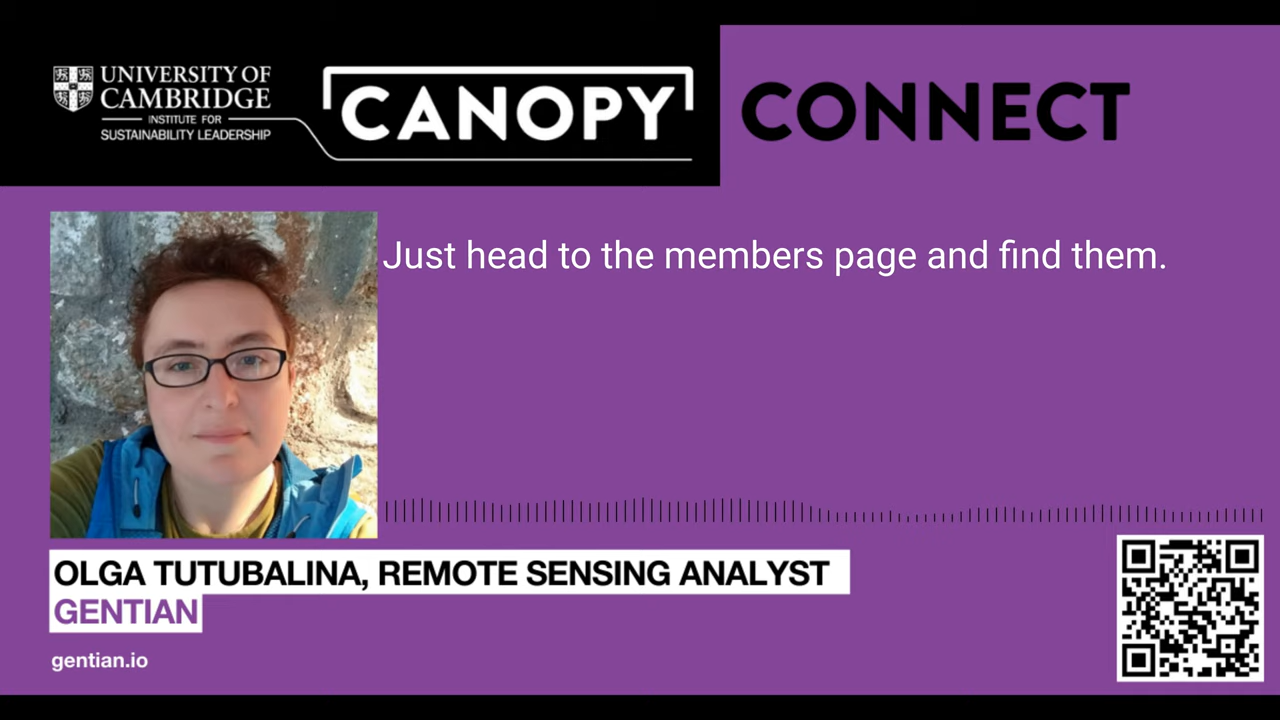 UNIVERSITY OF
CAMBRIDGE
INSTITUTE FOR
SUSTAINABILITY LEADERSHIP
CANOPY
CONNECT
Just head to the members page and find them.
OLGA TUTUBALINA, REMOTE SENSING ANALYST
GENTIAN
gentian.io